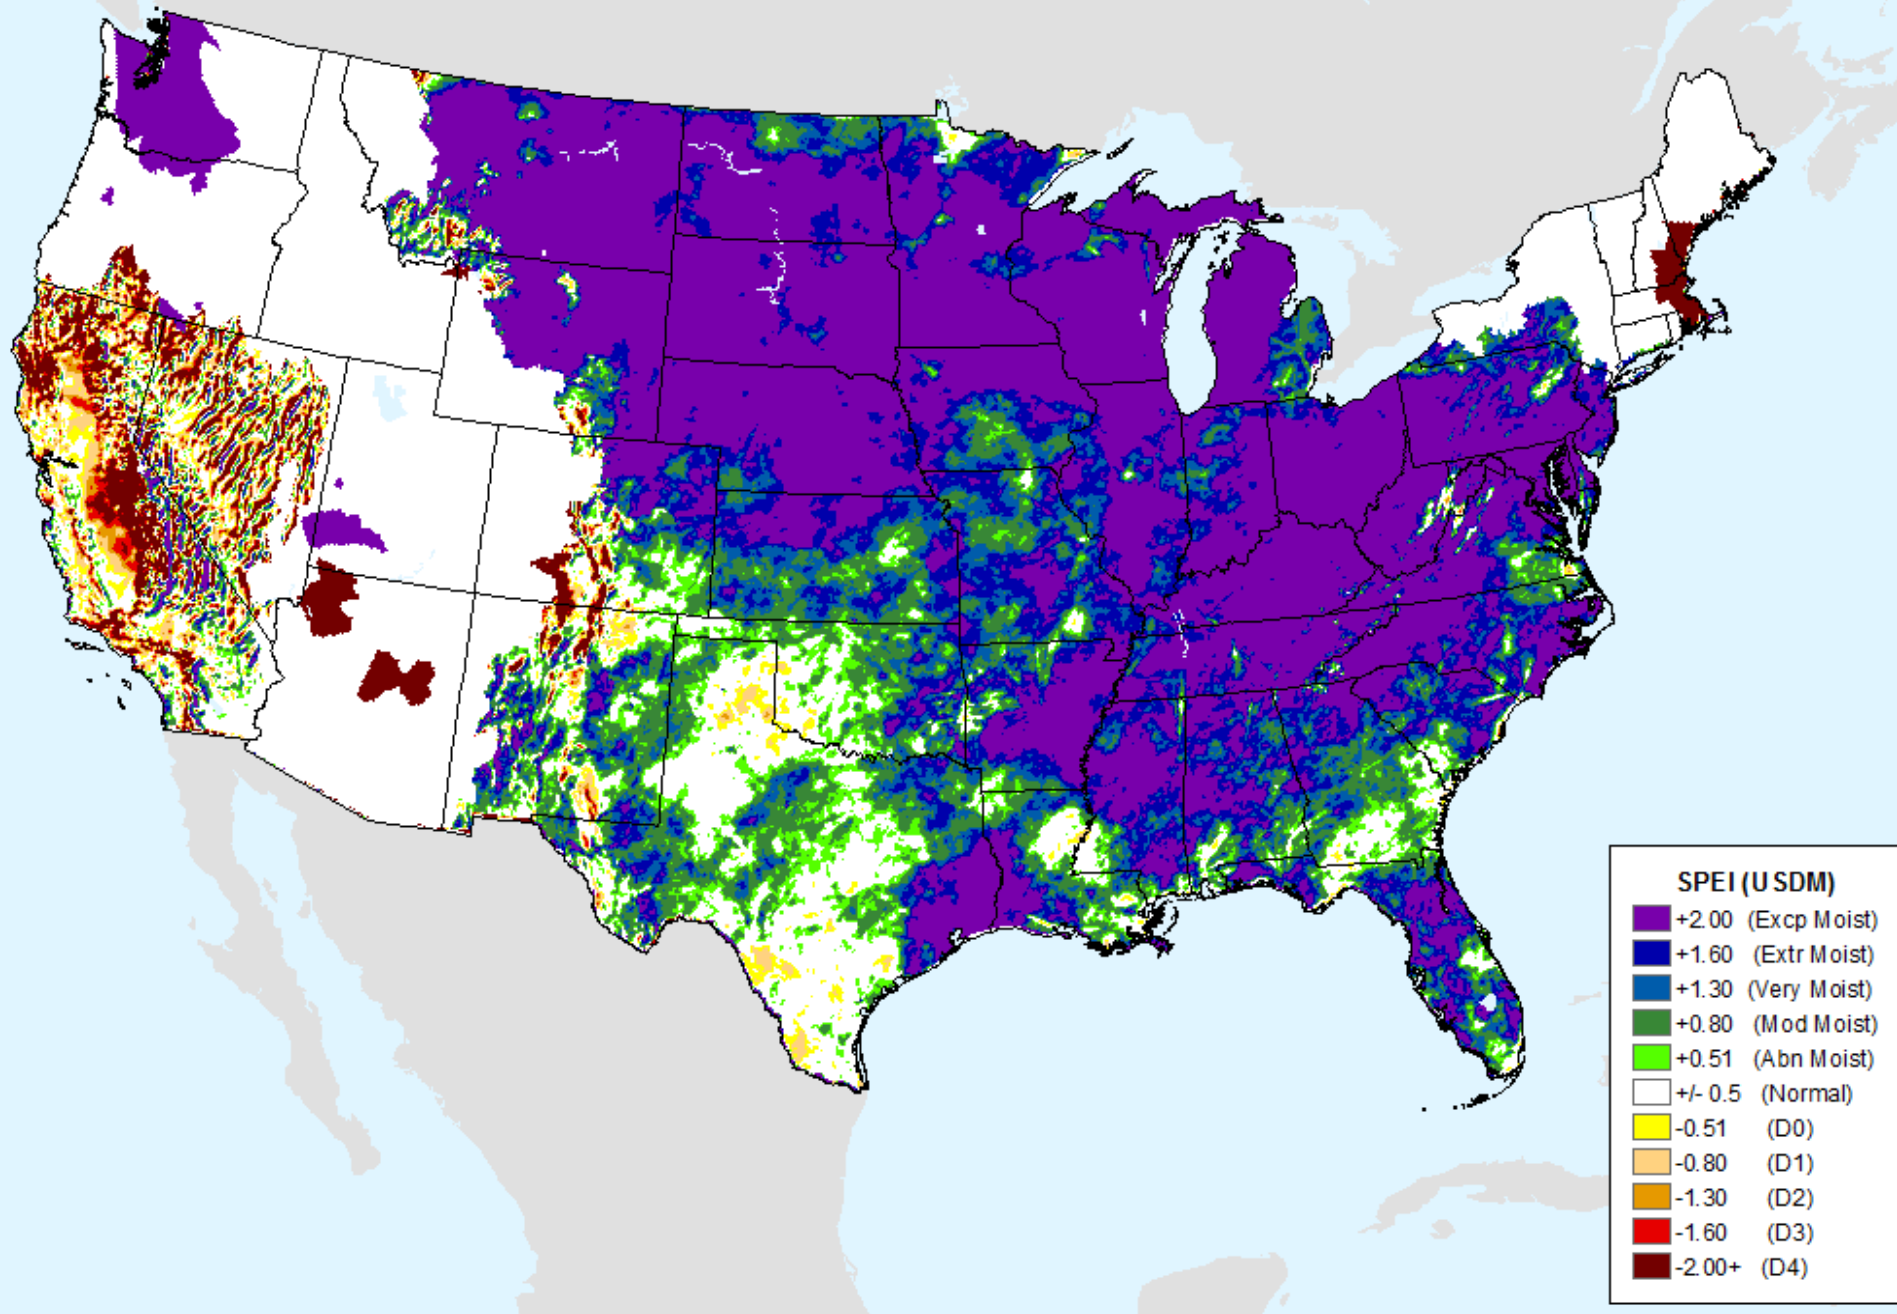 SPEI (USDM)
+2.00 (Excp Moist)
+1.60 (Extr Moist)
+1.30 (Very Moist)
+0.80 (Mod Moist)
+0.51 (Abn Moist)
+/- 0.5 (Normal)
-0.51 (D0)
-0.80 (D1)
-1.30 (D2)
-1.60 (D3)
-2.00+ (D4)